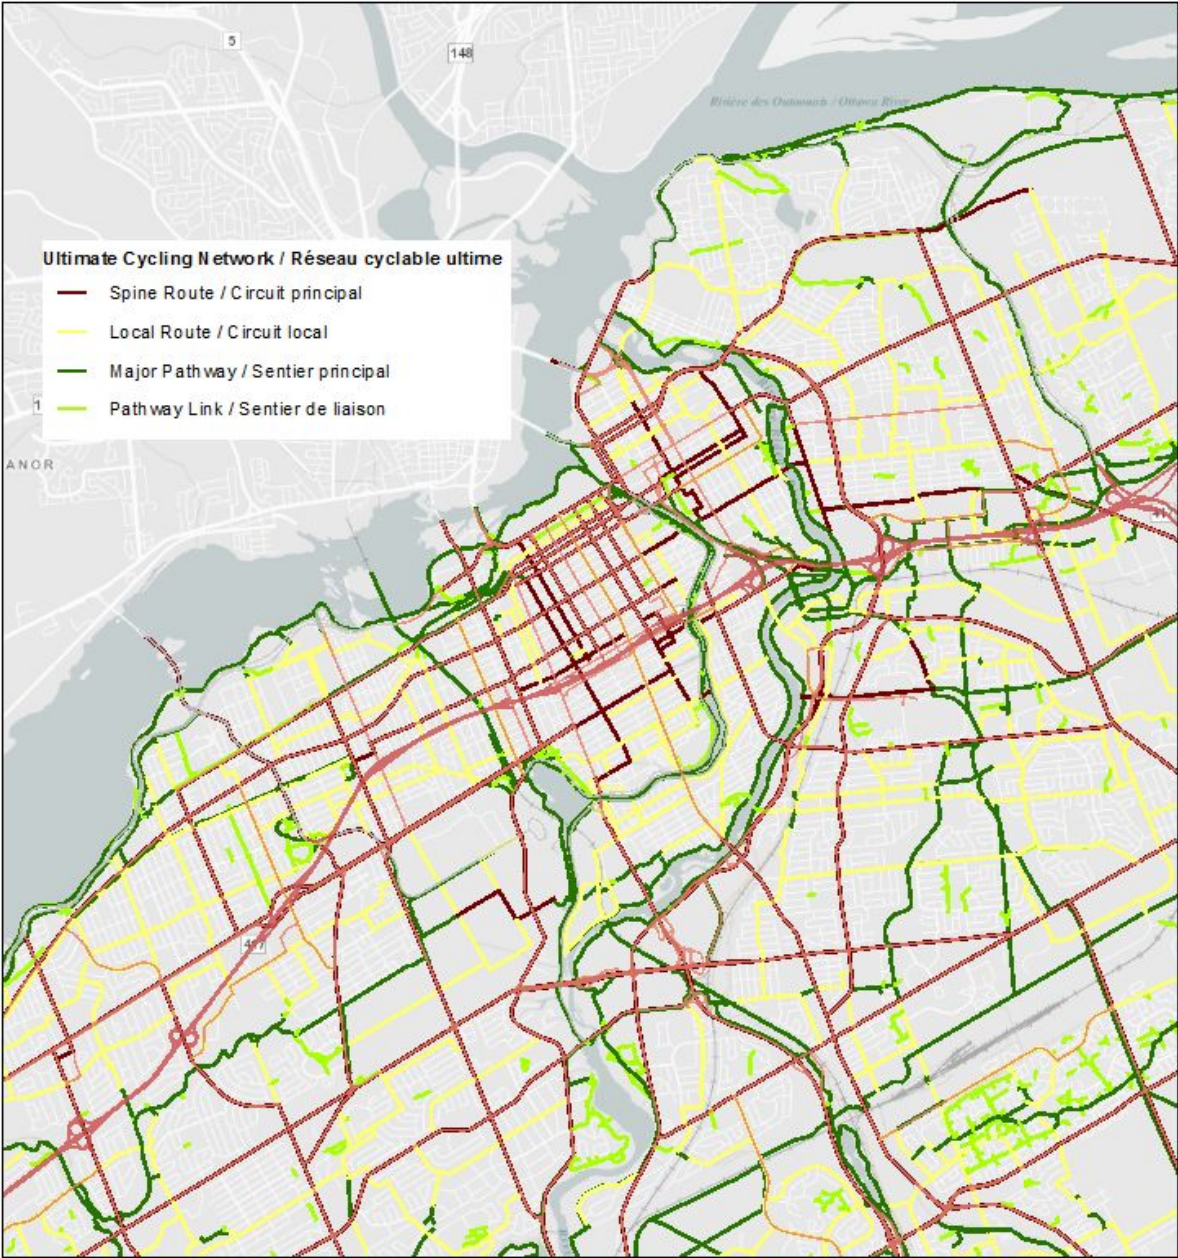 5
148
Rivière des Outaouais / Ottawa River
Ultimate Cycling Network / Réseau cyclable ultime
Spine Route / Circuit principal
Local Route / Circuit local
Major Pathway / Sentier principal
Pathway Link / Sentier de liaison
1
ANOR
417